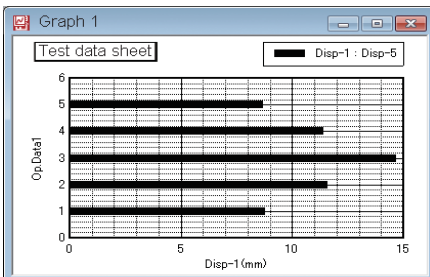 Graph 1
Test data sheet
Disp-1 : Disp-5
6
5
4
3
2
1
0
Op.Data1
0 5 10 15
Disp-1(mm)